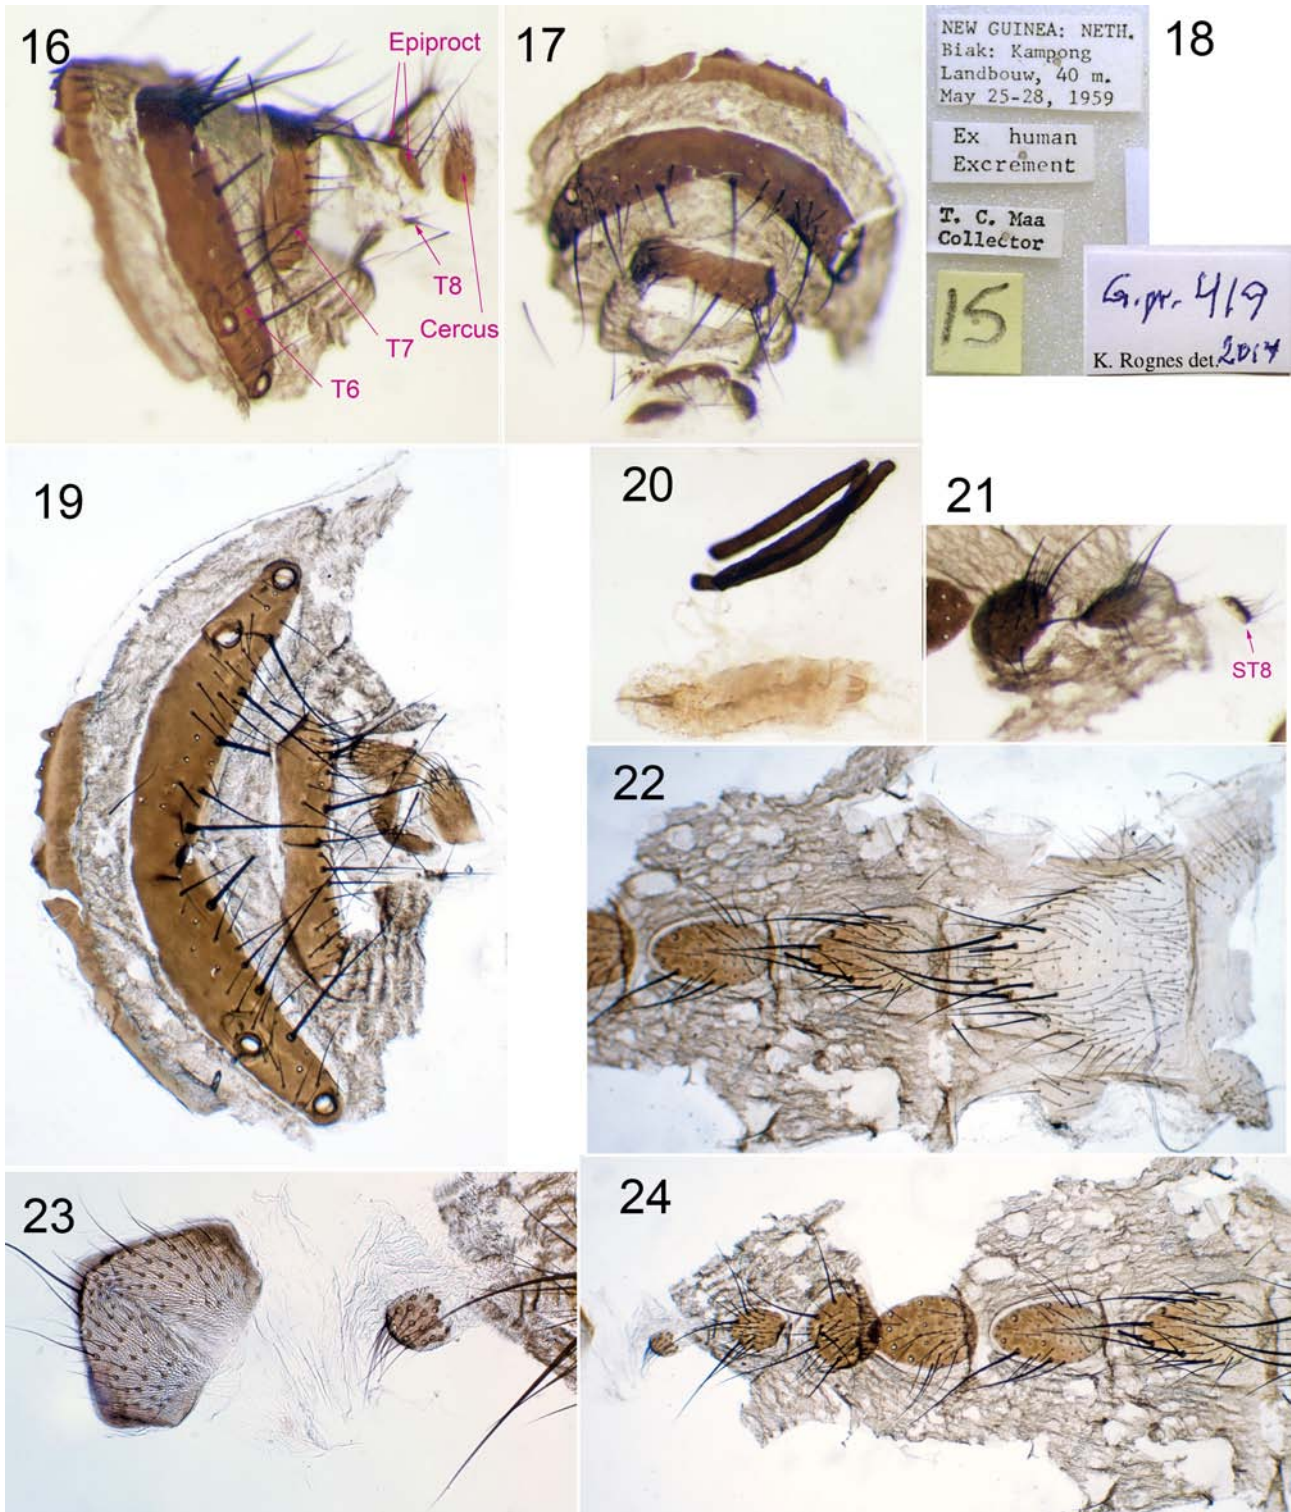 16
Epiproct
T8
Cercus
T7
T6
17
18
NEW GUINEA: NETH.
Biak: Kampong
Landbouw, 40 m.
May 25-28, 1959
Ex human
Excrement
T. C. Maa
Collector
15
G.pr. 419
K. Rognes det. 2014
19
20
21
ST8
22
23
24